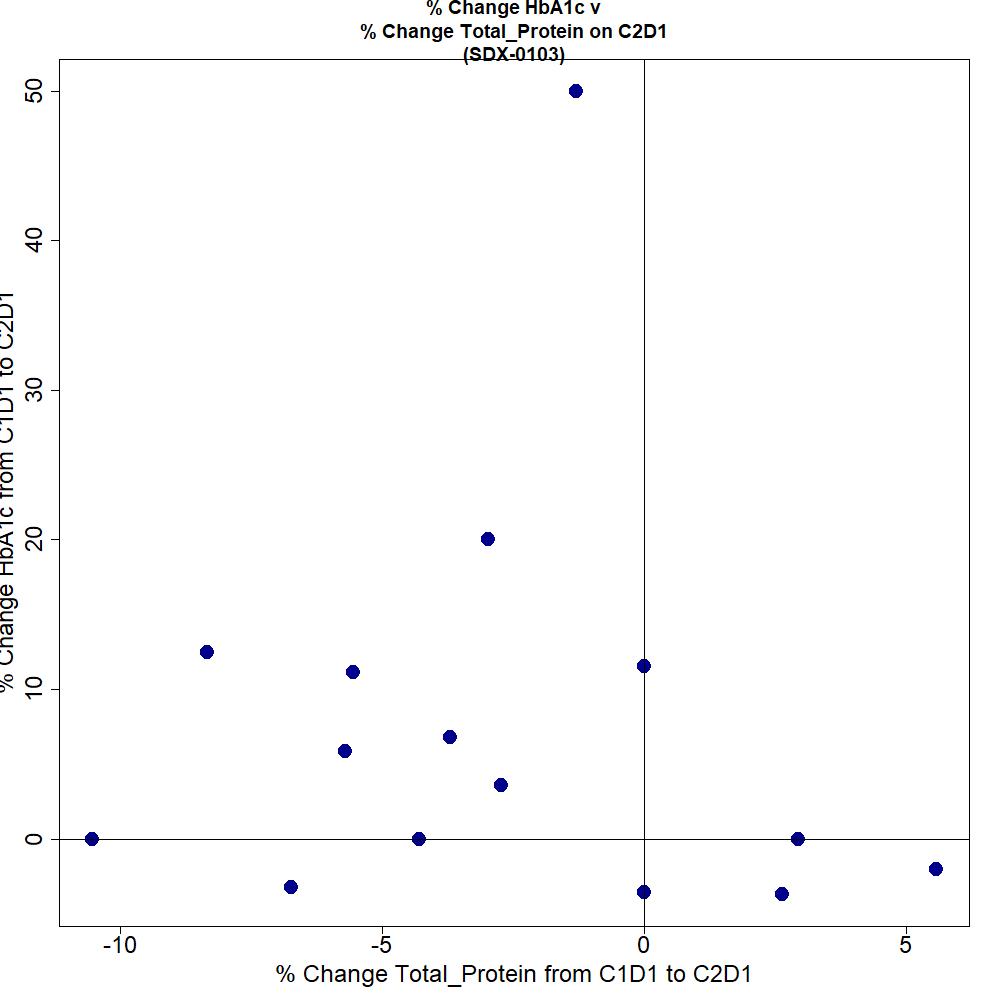 % Change HbA1c v
% Change Total_Protein on C2D1
(SDX-0103)
% Change HbA1c from C1D1 to C2D1
50
40
30
20
10
0
-10
-5
0
5
% Change Total_Protein from C1D1 to C2D1